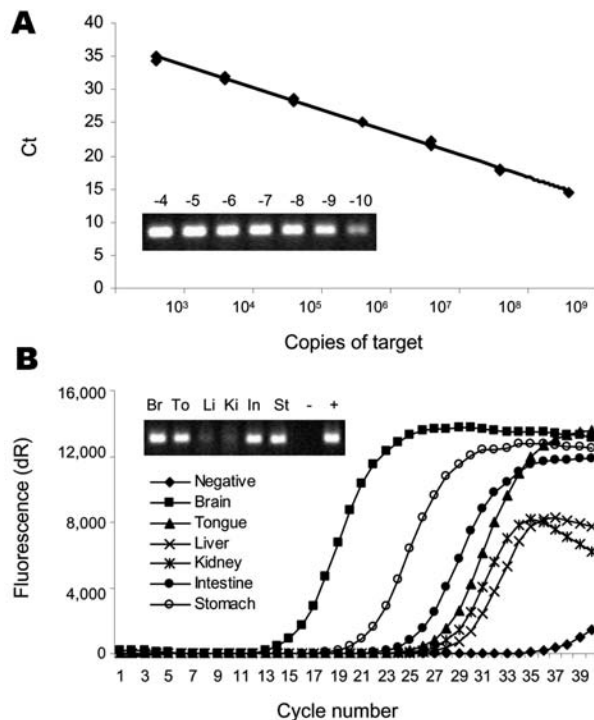 A
40
35
30
25
20
15
10
5
0
Ct
-4 -5 -6 -7 -8 -9 -10
10³ 10⁴ 10⁵ 10⁶ 10⁷ 10⁸ 10⁹
Copies of target
B
16,000
12,000
8,000
4,000
0
Fluorescence (dR)
Br To Li Ki In St - +
Negative
Brain
Tongue
Liver
Kidney
Intestine
Stomach
1 3 5 7 9 11 13 15 17 19 21 23 25 27 29 31 33 35 37 39
Cycle number